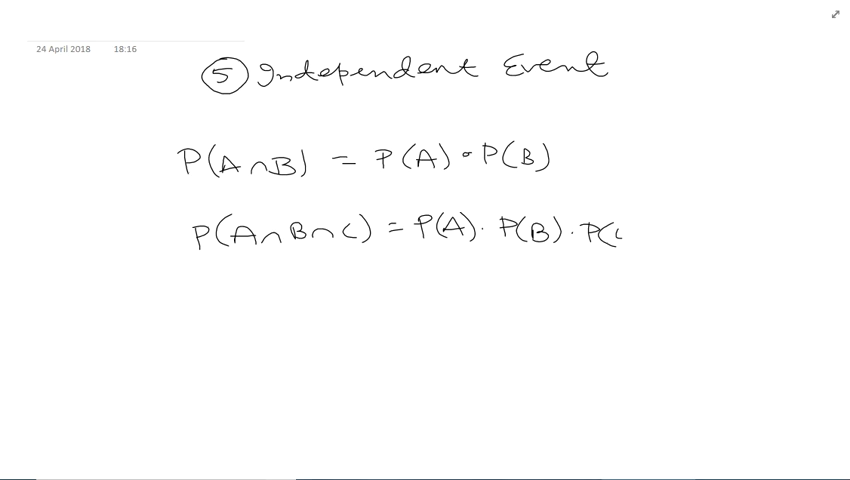 24 April 2018 18:16
5 Independent Event
P(A∩B) = P(A) • P(B)
P(A∩B∩C) = P(A) · P(B) · P(